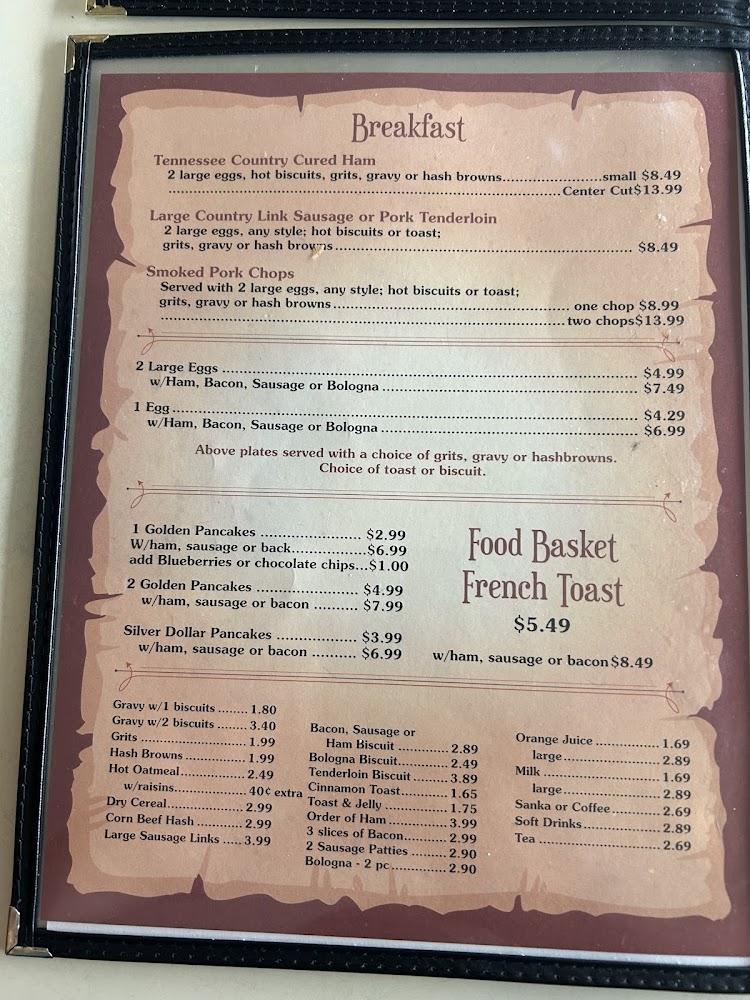 Breakfast
Tennessee Country Cured Ham
2 large eggs, hot biscuits, grits, gravy or hash browns..............................small $8.49
.....................................................................................................Center Cut$13.99
Large Country Link Sausage or Pork Tenderloin
2 large eggs, any style; hot biscuits or toast;
grits, gravy or hash browns............................................................................ $8.49
Smoked Pork Chops
Served with 2 large eggs, any style; hot biscuits or toast;
grits, gravy or hash browns............................................................ one chop $8.99
.....................................................................................................two chops$13.99
2 Large Eggs ..................................................................................................... $4.99
w/Ham, Bacon, Sausage or Bologna ................................................................ $7.49
1 Egg................................................................................................................. $4.29
w/Ham, Bacon, Sausage or Bologna ................................................................ $6.99
Above plates served with a choice of grits, gravy or hashbrowns.
Choice of toast or biscuit.
1 Golden Pancakes ......................... $2.99
W/ham, sausage or back...................$6.99
add Blueberries or chocolate chips...$1.00
2 Golden Pancakes ......................... $4.99
w/ham, sausage or bacon .......... $7.99
Silver Dollar Pancakes .................... $3.99
w/ham, sausage or bacon .......... $6.99
Food Basket
French Toast
$5.49
w/ham, sausage or bacon $8.49
Gravy w/1 biscuits ........ 1.80
Gravy w/2 biscuits ........ 3.40
Grits ................................ 1.99
Hash Browns .................. 1.99
Hot Oatmeal................... 2.49
w/raisins.................... 40¢ extra
Dry Cereal..................... 2.99
Corn Beef Hash ............. 2.99
Large Sausage Links ..... 3.99
Bacon, Sausage or
Ham Biscuit ................ 2.89
Bologna Biscuit................ 2.49
Tenderloin Biscuit ........... 3.89
Cinnamon Toast.............. 1.65
Toast & Jelly ................... 1.75
Order of Ham .................. 3.99
3 slices of Bacon.............. 2.99
2 Sausage Patties ............ 2.90
Bologna - 2 pc................. 2.90
Orange Juice ................... 1.69
large........................... 2.89
Milk ................................ 1.69
large........................... 2.89
Sanka or Coffee............... 2.69
Soft Drinks...................... 2.89
Tea ................................. 2.69